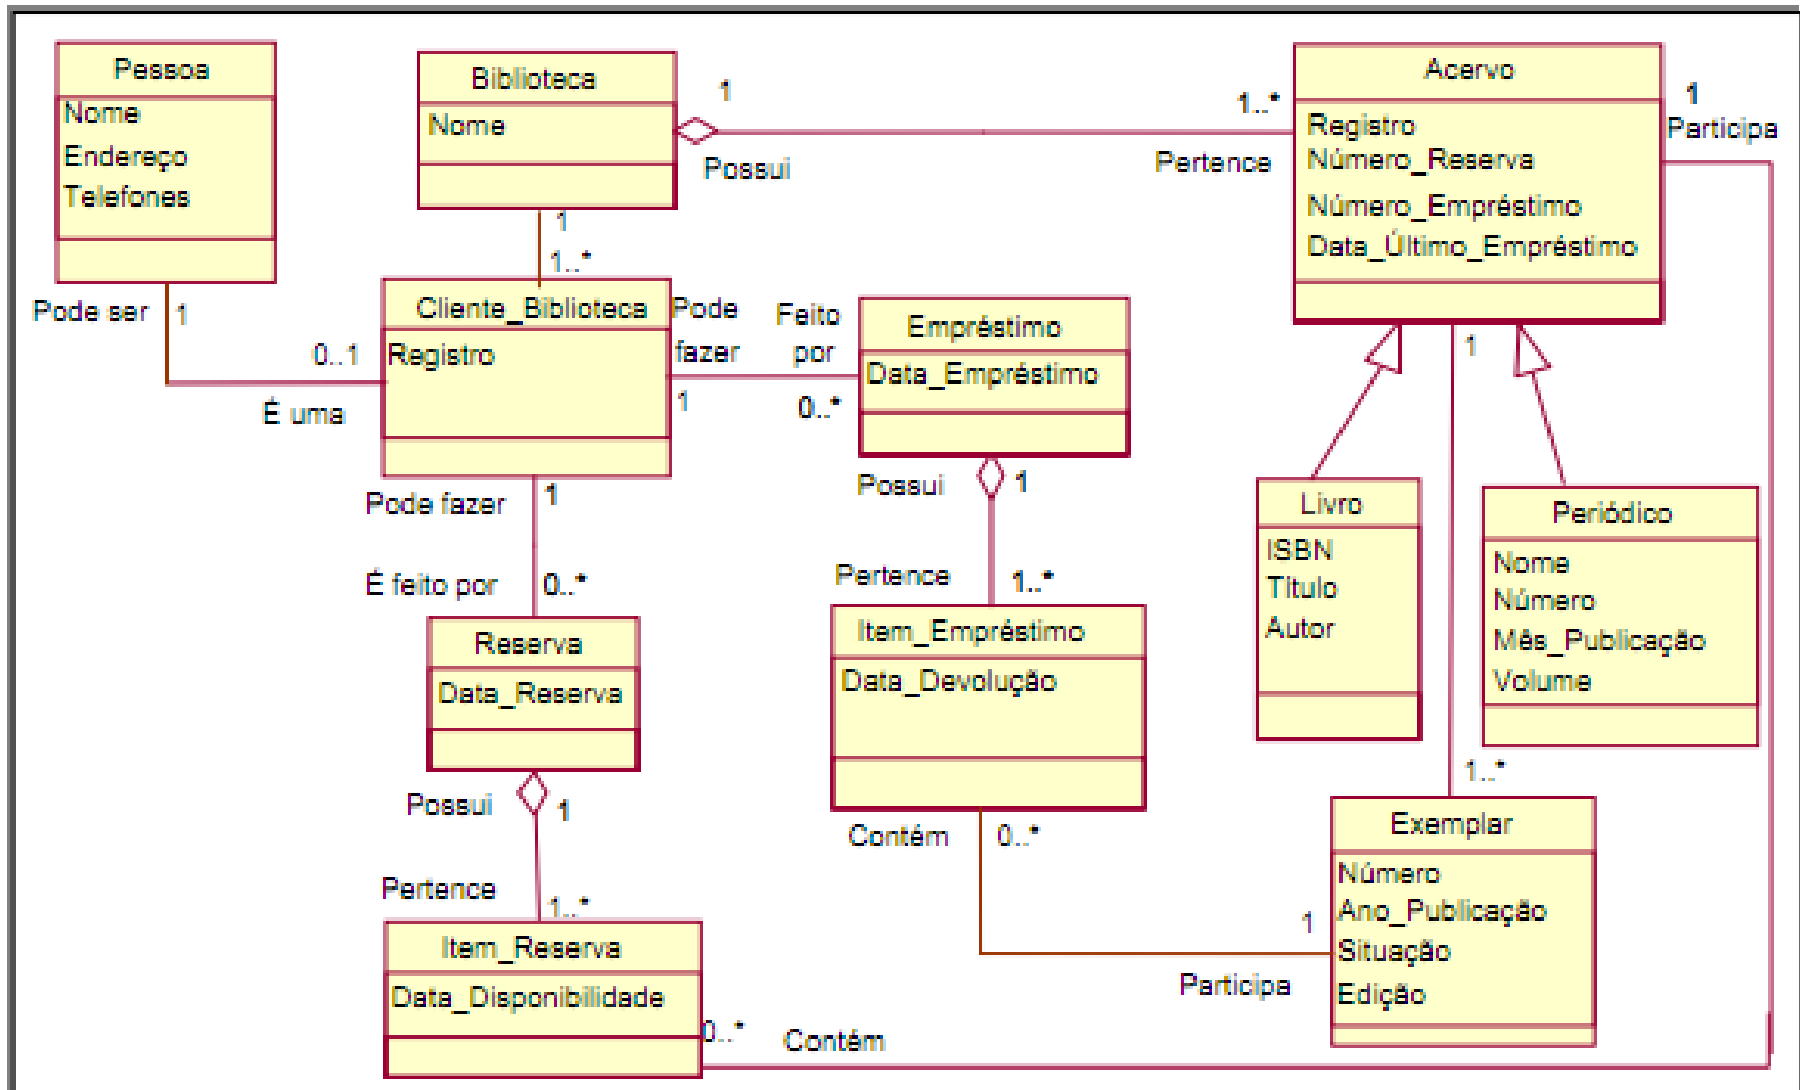 Pessoa
Nome
Endereço
Telefones
Biblioteca
Nome
1
Possui
1..*
Pertence
Acervo
Registro
Número_Reserva
Número_Empréstimo
Data_Último_Empréstimo
1
Participa
Pode ser
1
0..1
É uma
1
1..*
Cliente_Biblioteca
Registro
Pode
fazer
1
Feito
por
0..*
Empréstimo
Data_Empréstimo
Possui
1
Pertence
1..*
Item_Empréstimo
Data_Devolução
Contém
0..*
1
Participa
Pode fazer
1
É feito por
0..*
Reserva
Data_Reserva
Possui
1
Pertence
1..*
Item_Reserva
Data_Disponibilidade
0..*
Contém
1
Livro
ISBN
Título
Autor
Periódico
Nome
Número
Mês_Publicação
Volume
1..*
Exemplar
Número
Ano_Publicação
Situação
Edição